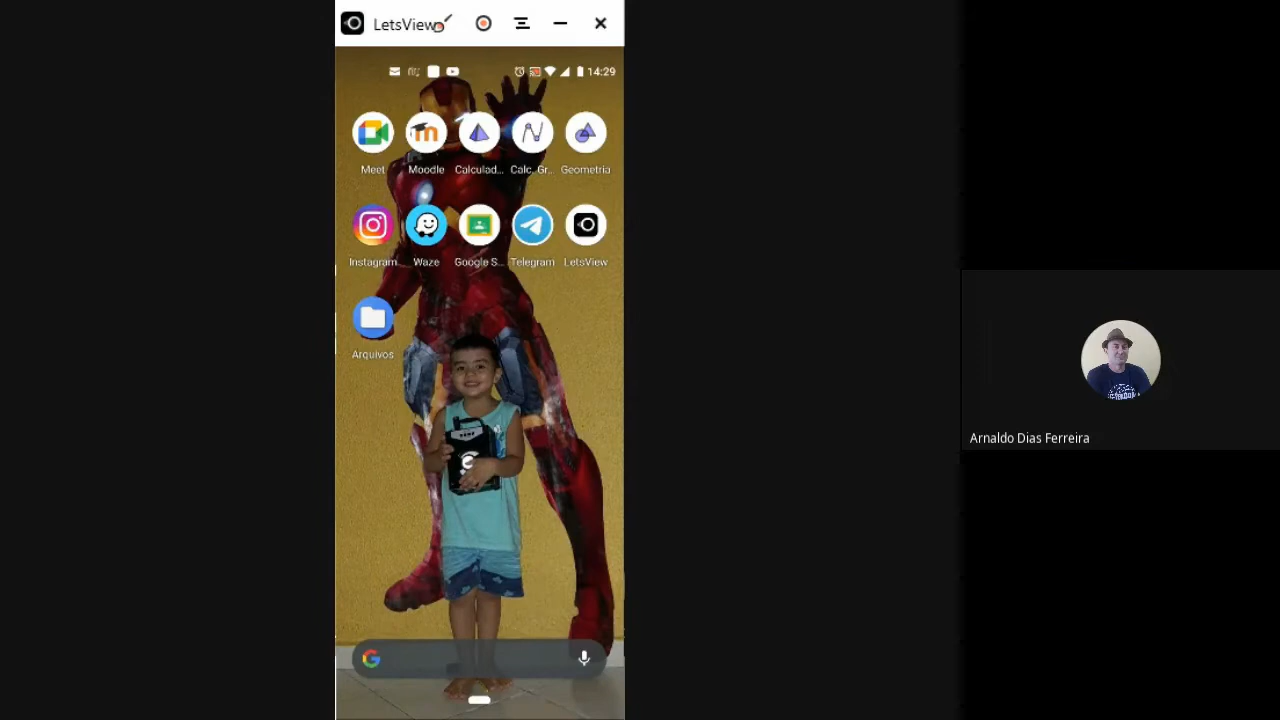 LetsView
14:29
Meet Moodle Calculad... Calc. Gr.. Geometria
Instagram Waze Google S... Telegram LetsView
Arquivos
Arnaldo Dias Ferreira